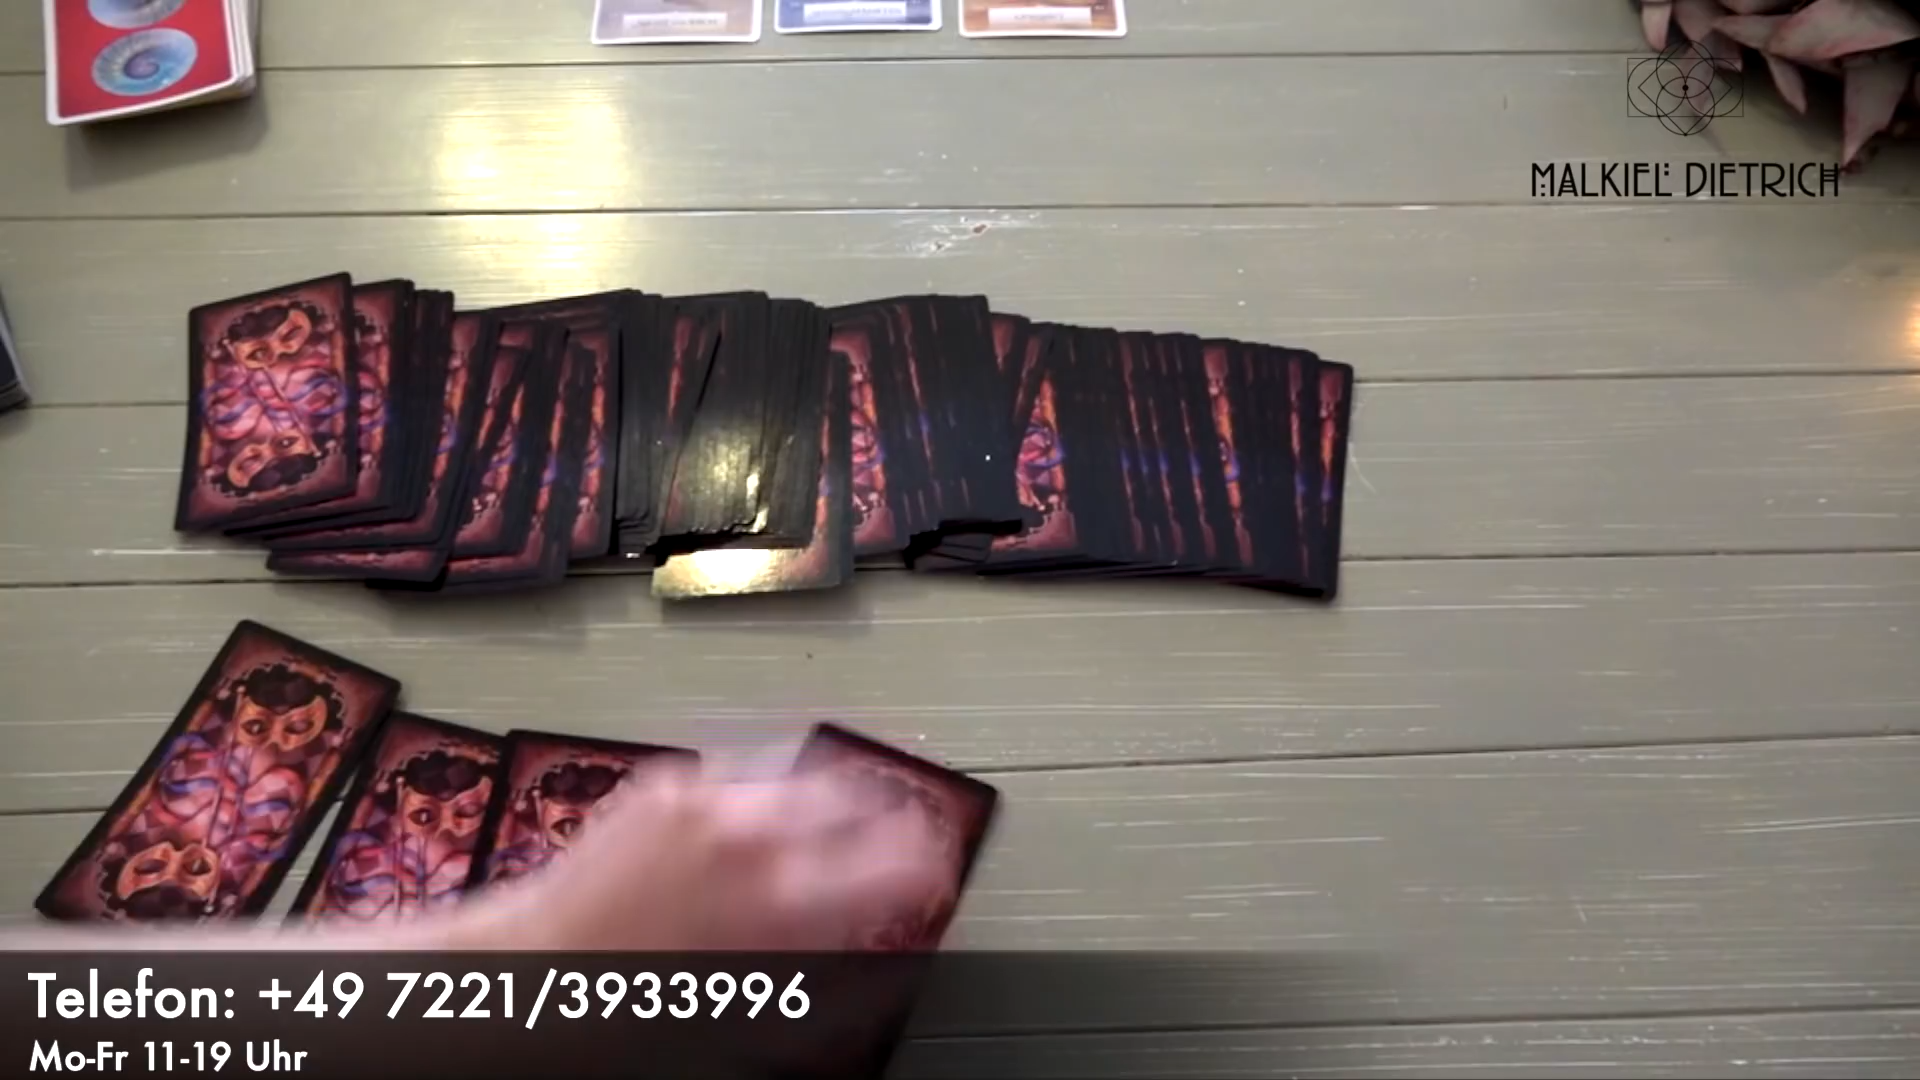 MALKIEL DIETRICH
Telefon: +49 7221/3933996
Mo-Fr 11-19 Uhr